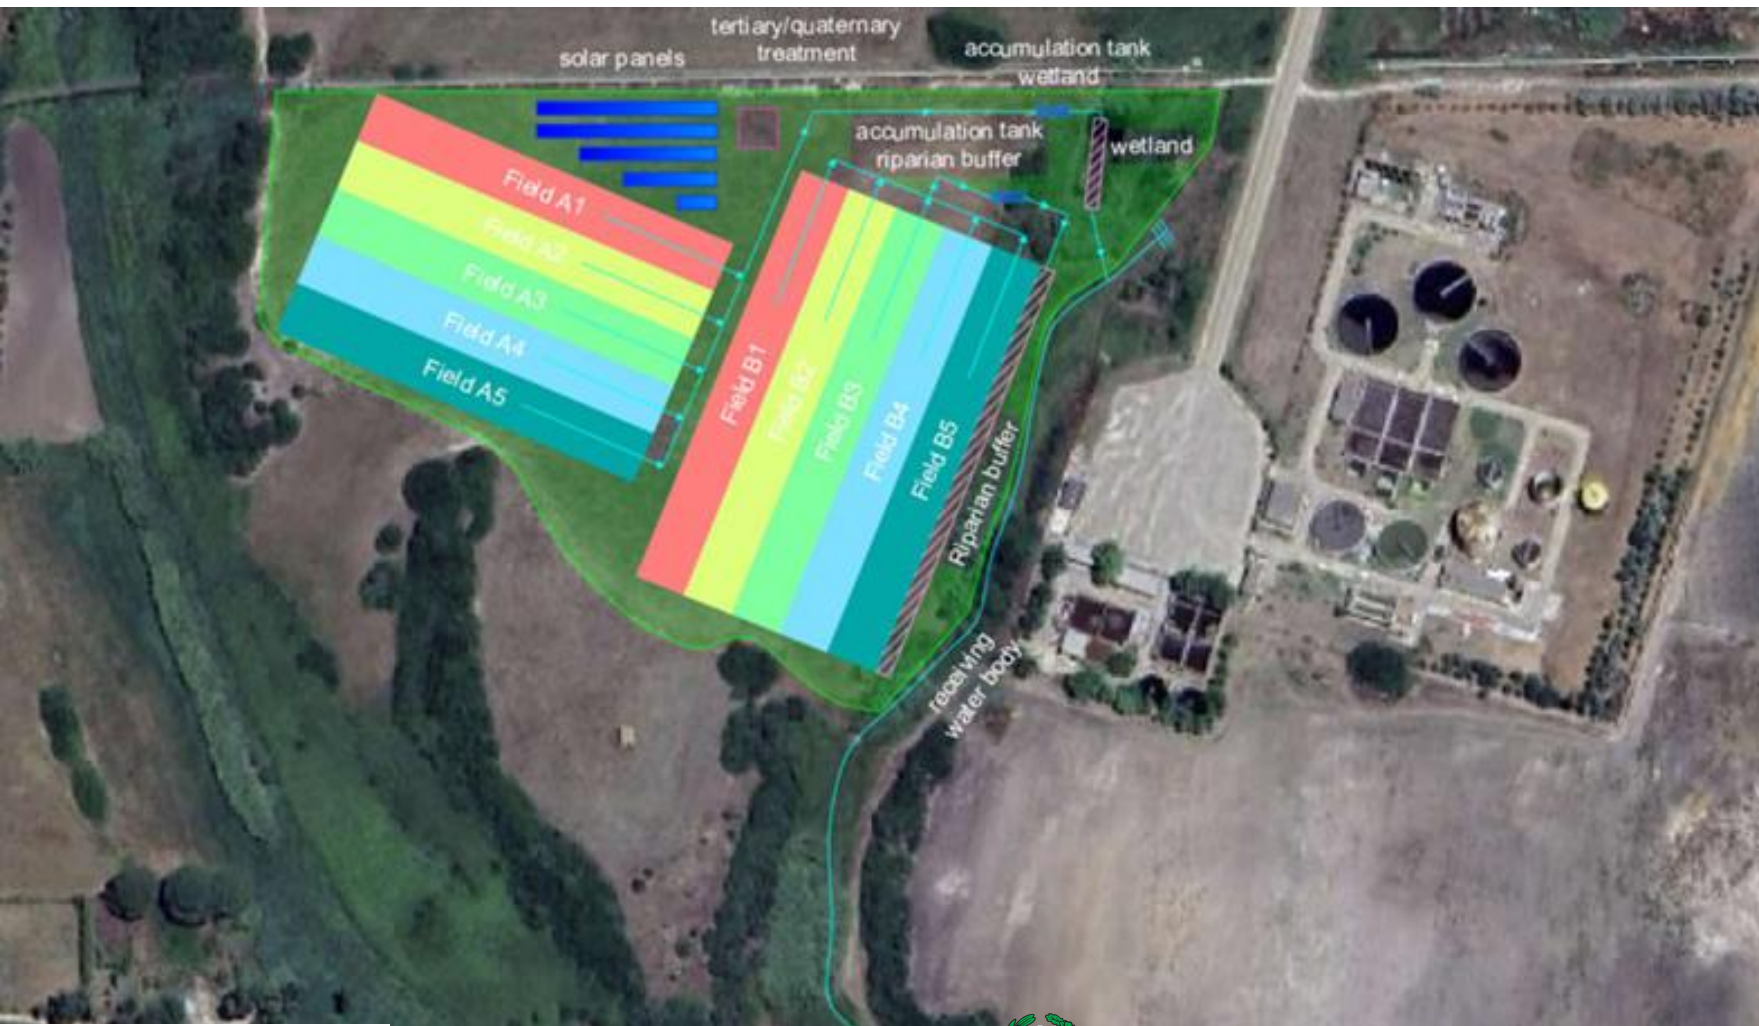 tertiary/quaternary
treatment
solar panels
accumulation tank
wetland
accumulation tank
riparian buffer
wetland
Field A1
Field A2
Field A3
Field A4
Field A5
Field B1
Field B2
Field B3
Field B4
Field B5
Riparian buffer
receiving
water body